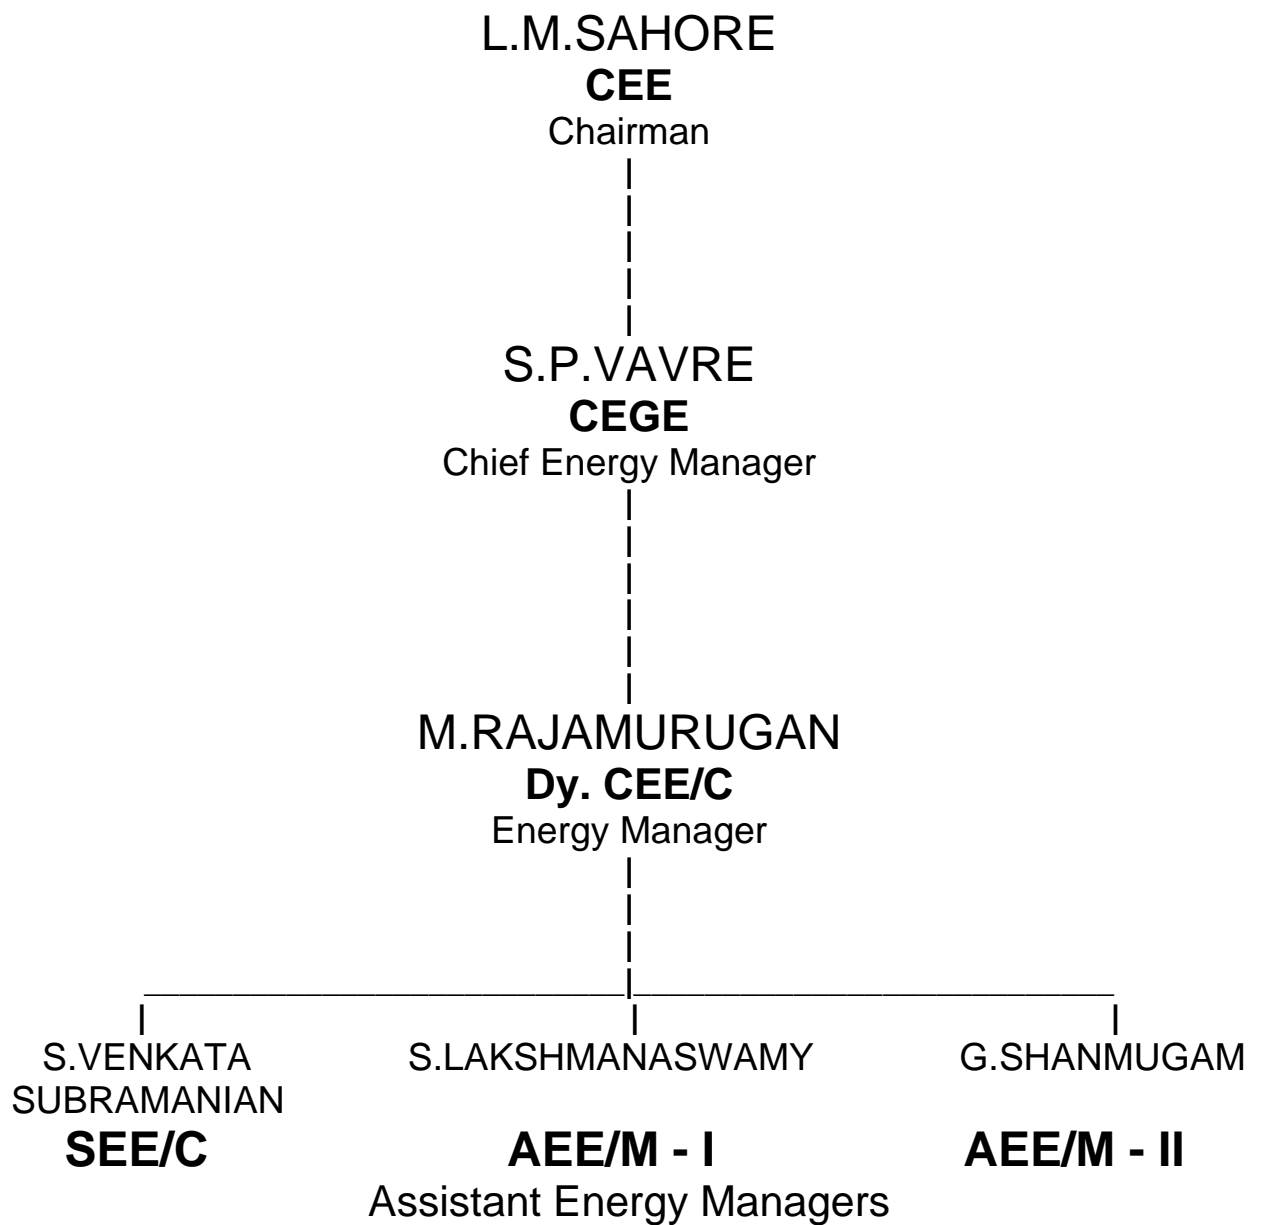 L.M.SAHORE
CEE
Chairman
S.P.VAVRE
CEGE
Chief Energy Manager
M.RAJAMURUGAN
Dy. CEE/C
Energy Manager
S.VENKATA SUBRAMANIAN
S.LAKSHMANASWAMY
G.SHANMUGAM
SEE/C
AEE/M - I
AEE/M - II
Assistant Energy Managers